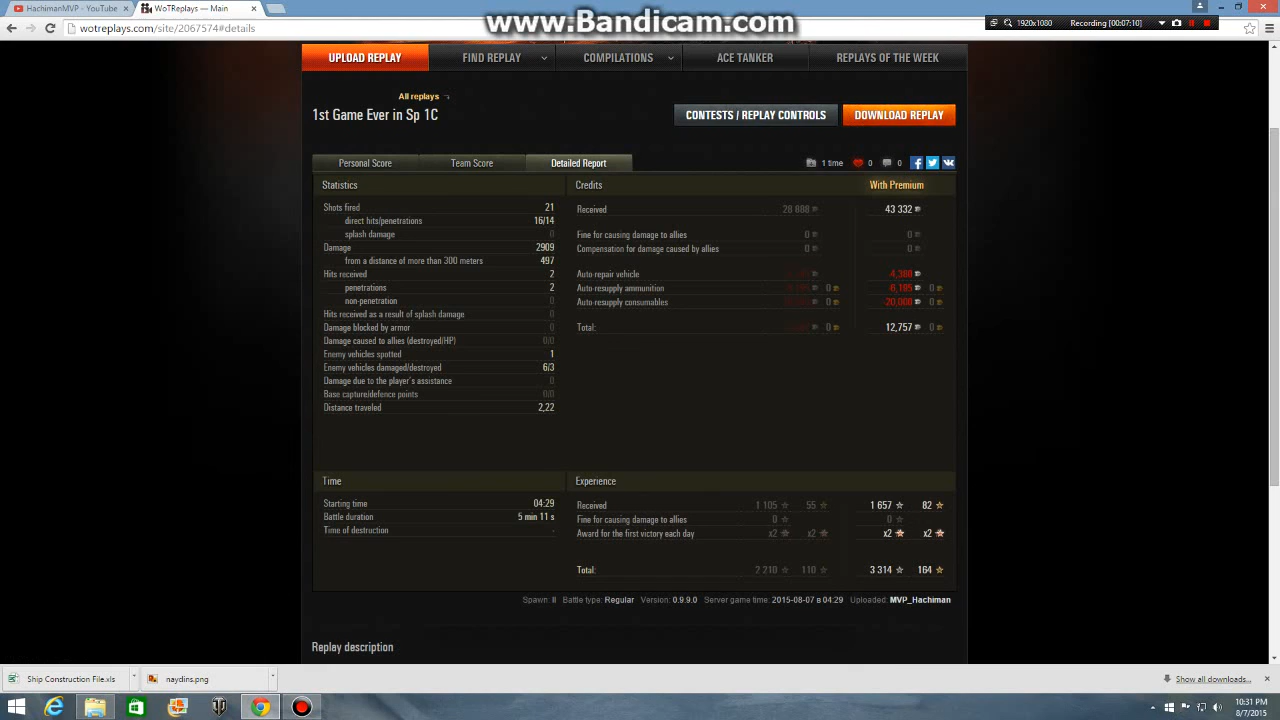 www.Bandicam.com
HachimanMVP - YouTube
WoTReplays — Main
1920x1080
Recording [00:07:10]
wotreplays.com/site/2067574#details
UPLOAD REPLAY
FIND REPLAY
COMPILATIONS
ACE TANKER
REPLAYS OF THE WEEK
All replays
1st Game Ever in Sp 1C
CONTESTS / REPLAY CONTROLS
DOWNLOAD REPLAY
Personal Score
Team Score
Detailed Report
1 time
0
0
Statistics
Shots fired 21
direct hits/penetrations 16/14
splash damage 0
Damage 2909
from a distance of more than 300 meters 497
Hits received 2
penetrations 2
non-penetration 0
Hits received as a result of splash damage 0
Damage blocked by armor 0
Damage caused to allies (destroyed/HP) 0/0
Enemy vehicles spotted 1
Enemy vehicles damaged/destroyed 6/3
Damage due to the player's assistance 0
Base capture/defence points 0/0
Distance traveled 2,22
Credits With Premium
Received 43 332
Fine for causing damage to allies 0 0
Compensation for damage caused by allies 0 0
Auto repair vehicle 4,380
Auto resupply ammunition 0 6,195 0
Auto resupply consumables 0 20,000 0
Total: 0 12,757 0
Time
Starting time 04:29
Battle duration 5 min 11 s
Time of destruction -
Experience
Received 1 105 55 1 657 82
Fine for causing damage to allies 0 0
Award for the first victory each day x2 x2 x2 x2
Total: 2 210 110 3 314 164
Spawn: II Battle type: Regular Version: 0.9.9.0 Server game time: 2015-08-07 в 04:29 Uploaded: MVP_Hachiman
Replay description
Ship Construction File.xls
naydins.png
Show all downloads...
10:31 PM
8/7/2015